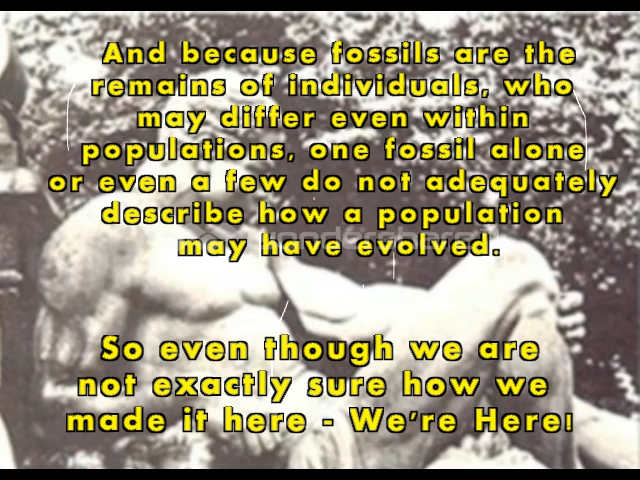 And because fossils are the
remains of individuals, who
may differ even within
populations, one fossil alone
or even a few do not adequately
describe how a population
may have evolved.
So even though we are
not exactly sure how we
made it here - We're Here!